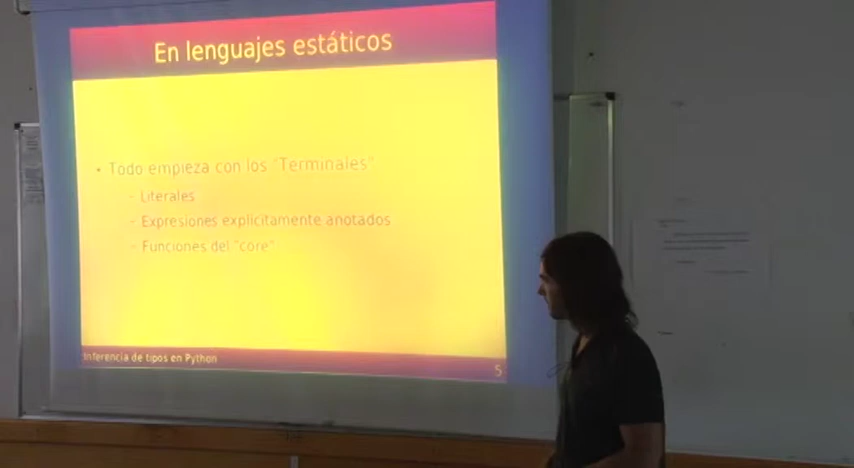 En lenguajes estáticos
• Todo empieza con los "Terminales"
– Literales
– Expresiones explícitamente anotados
– Funciones del "core"
Inferencia de tipos en Python
5